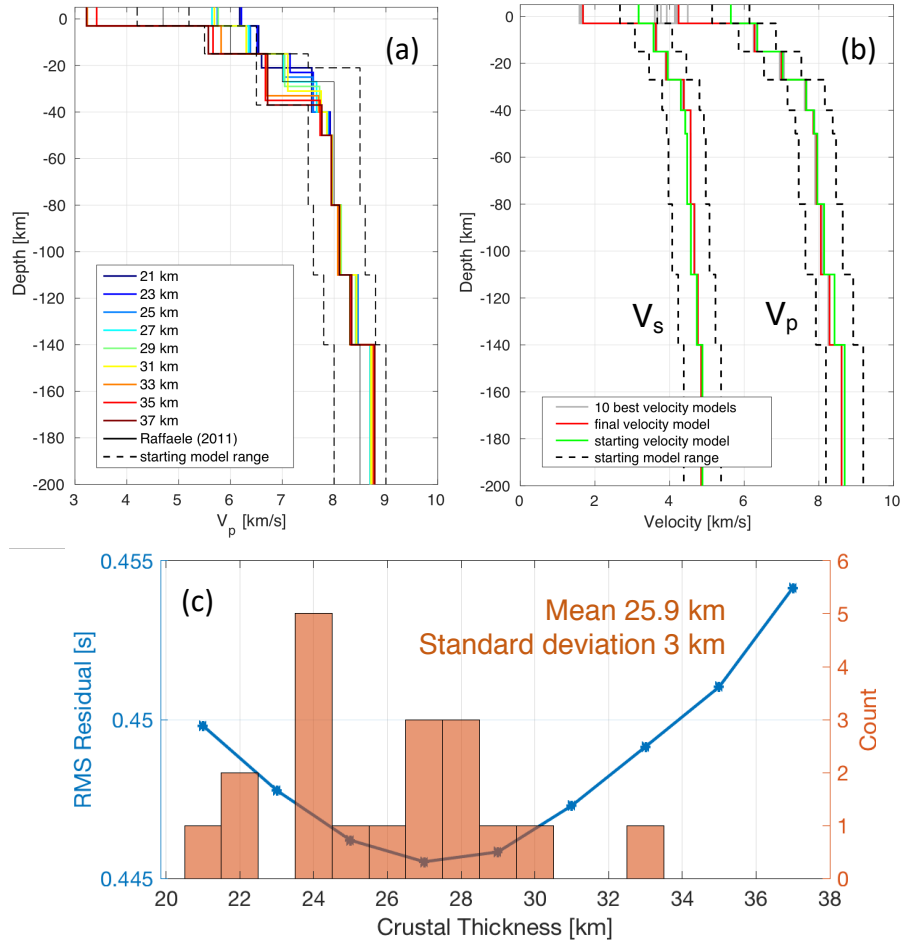 (a)
0
-20
-40
-60
-80
-100
-120
-140
-160
-180
-200
Depth [km]
21 km
23 km
25 km
27 km
29 km
31 km
33 km
35 km
37 km
Raffaele (2011)
starting model range
3 4 5 6 7 8 9 10
Vp [km/s]
(b)
0
-20
-40
-60
-80
-100
-120
-140
-160
-180
-200
Depth [km]
Vs
Vp
10 best velocity models
final velocity model
starting velocity model
starting model range
0 2 4 6 8 10
Velocity [km/s]
(c)
Mean 25.9 km
Standard deviation 3 km
0.455
0.45
0.445
RMS Residual [s]
6
5
4
3
2
1
0
Count
20 22 24 26 28 30 32 34 36 38
Crustal Thickness [km]